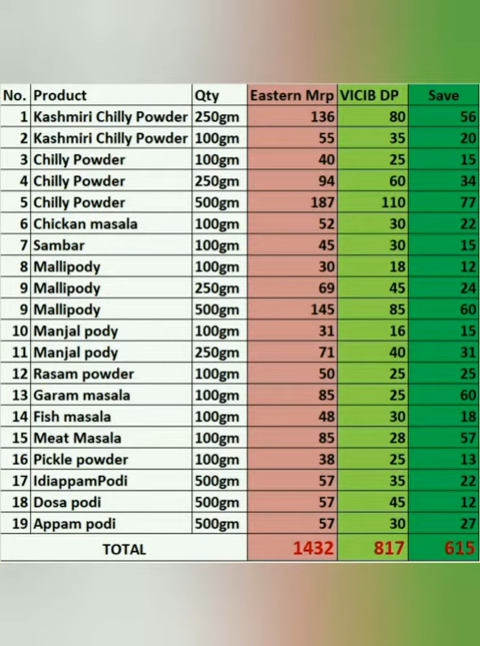 No. Product Qty Eastern Mrp VICIB DP Save
1 Kashmiri Chilly Powder 250gm 136 80 56
2 Kashmiri Chilly Powder 100gm 55 35 20
3 Chilly Powder 100gm 40 25 15
4 Chilly Powder 250gm 94 60 34
5 Chilly Powder 500gm 187 110 77
6 Chickan masala 100gm 52 30 22
7 Sambar 100gm 45 30 15
8 Mallipody 100gm 30 18 12
9 Mallipody 250gm 69 45 24
9 Mallipody 500gm 145 85 60
10 Manjal pody 100gm 31 16 15
11 Manjal pody 250gm 71 40 31
12 Rasam powder 100gm 50 25 25
13 Garam masala 100gm 85 25 60
14 Fish masala 100gm 48 30 18
15 Meat Masala 100gm 85 28 57
16 Pickle powder 100gm 38 25 13
17 IdiappamPodi 500gm 57 35 22
18 Dosa podi 500gm 57 45 12
19 Appam podi 500gm 57 30 27
TOTAL 1432 817 615